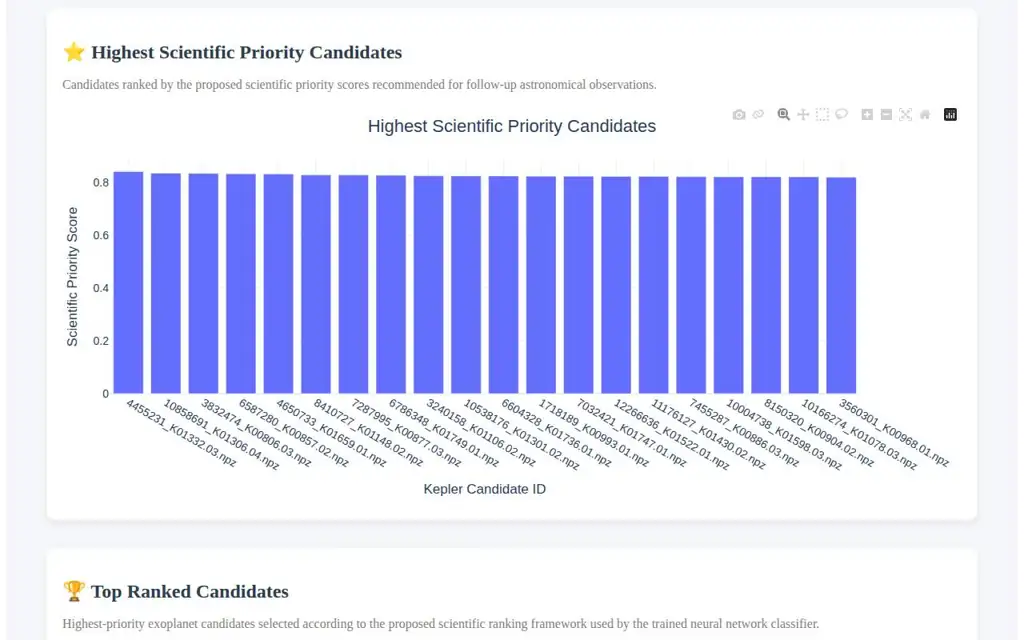 ⭐ Highest Scientific Priority Candidates
Candidates ranked by the proposed scientific priority scores recommended for follow-up astronomical observations.
Highest Scientific Priority Candidates
Scientific Priority Score
0.8
0.6
0.4
0.2
0
4455231_K01332.03.npz
10858691_K01306.04.npz
3832474_K00806.03.npz
6587280_K00857.02.npz
4650733_K01659.01.npz
8410727_K01148.02.npz
7287995_K00877.03.npz
6786348_K01749.01.npz
3240158_K01106.02.npz
10538176_K01301.02.npz
6604328_K01736.01.npz
1718189_K00993.01.npz
7032421_K01747.01.npz
12266636_K01522.01.npz
11176127_K01430.02.npz
7455287_K00886.03.npz
10004738_K01598.03.npz
8150320_K00904.02.npz
10166274_K01078.03.npz
3560301_K00968.01.npz
Kepler Candidate ID
🏆 Top Ranked Candidates
Highest-priority exoplanet candidates selected according to the proposed scientific ranking framework used by the trained neural network classifier.